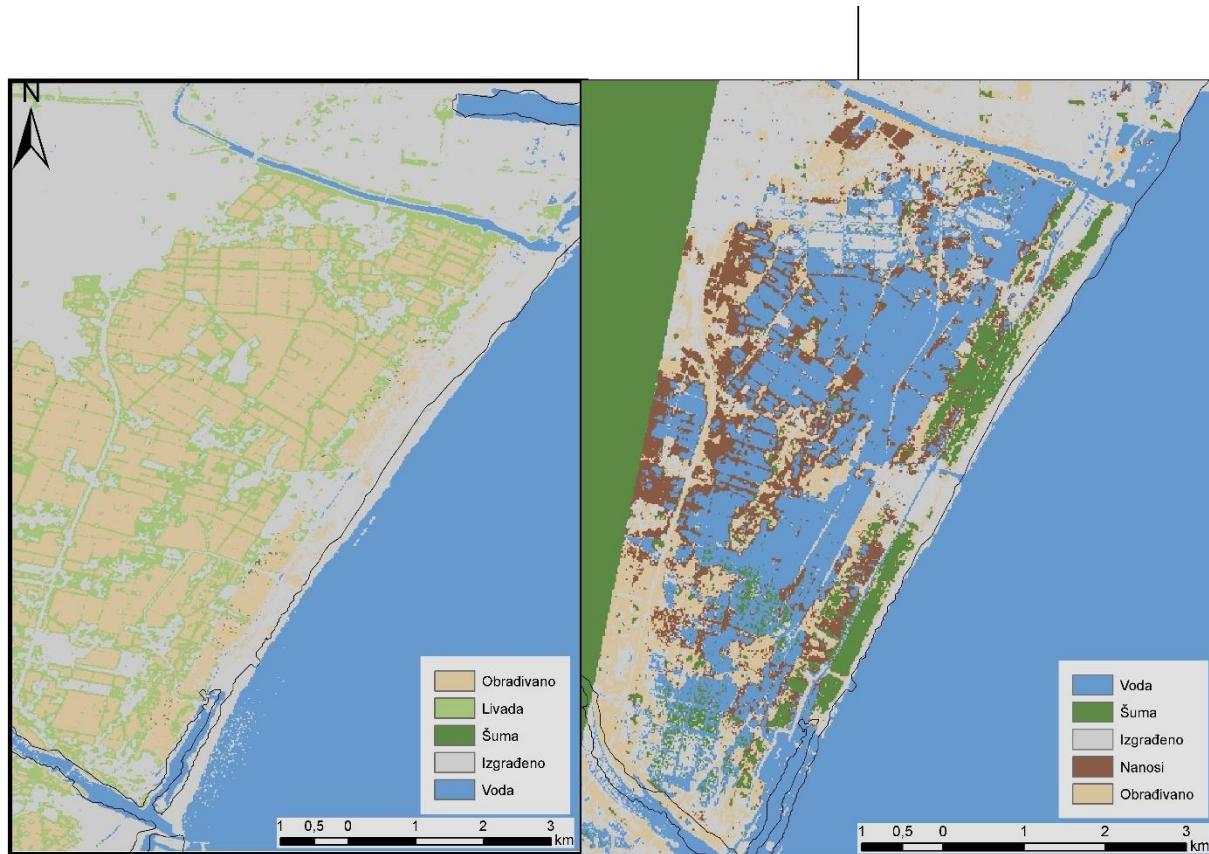 N
Obrađivano
Livada
Šuma
Izgrađeno
Voda
1 0,5 0 1 2 3
km
Voda
Šuma
Izgrađeno
Nanosi
Obrađivano
1 0.5 0 1 2 3
km